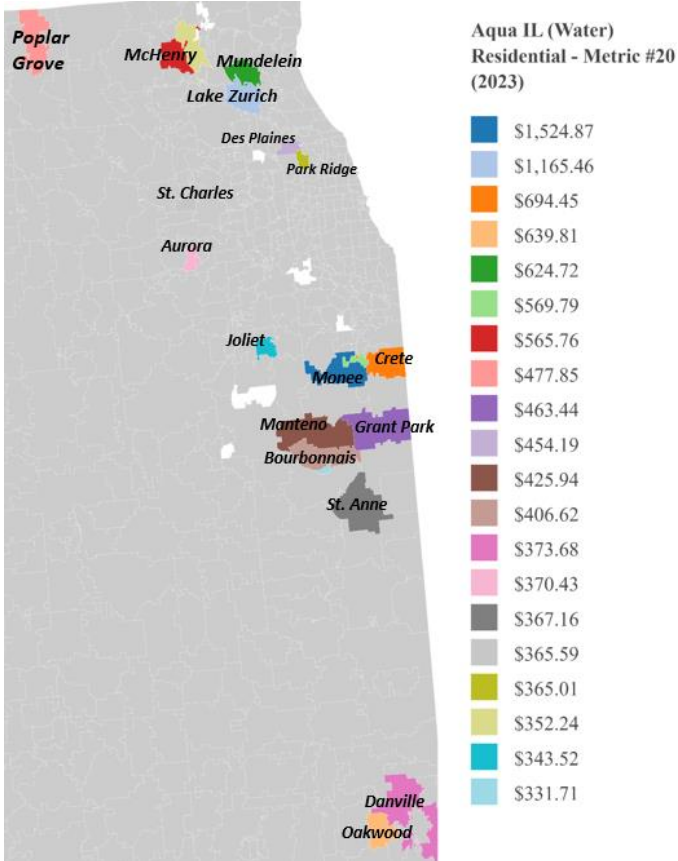 Aqua IL (Water)
Residential - Metric #20
(2023)
$1,524.87
$1,165.46
$694.45
$639.81
$624.72
$569.79
$565.76
$477.85
$463.44
$454.19
$425.94
$406.62
$373.68
$370.43
$367.16
$365.59
$365.01
$352.24
$343.52
$331.71
Poplar
Grove
McHenry
Mundelein
Lake Zurich
Des Plaines
Park Ridge
St. Charles
Aurora
Joliet
Crete
Monee
Manteno
Grant Park
Bourbonnais
St. Anne
Danville
Oakwood